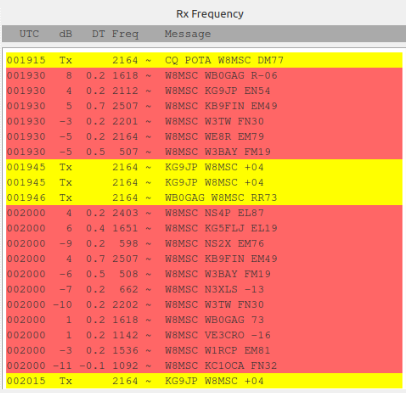 Rx Frequency
UTC dB DT Freq Message
001915 Tx 2164 ~ CQ POTA W8MSC DM77
001930 8 0.2 1618 ~ W8MSC WB0GAG R-06
001930 4 0.2 2112 ~ W8MSC KG9JP EN54
001930 5 0.7 2507 ~ W8MSC KB9FIN EM49
001930 -3 0.2 2201 ~ W8MSC W3TW FN30
001930 -5 0.2 2164 ~ W8MSC WE8R EM79
001930 -5 0.5 507 ~ W8MSC W3BAY FM19
001945 Tx 2164 ~ KG9JP W8MSC +04
001945 Tx 2164 ~ KG9JP W8MSC +04
001946 Tx 2164 ~ WB0GAG W8MSC RR73
002000 4 0.2 2403 ~ W8MSC NS4P EL87
002000 6 0.4 1651 ~ W8MSC KG5FLJ EL19
002000 -9 0.2 598 ~ W8MSC NS2X EM76
002000 4 0.7 2507 ~ W8MSC KB9FIN EM49
002000 -6 0.5 508 ~ W8MSC W3BAY FM19
002000 -7 0.2 662 ~ W8MSC N3XLS -13
002000 -10 0.2 2202 ~ W8MSC W3TW FN30
002000 1 0.2 1618 ~ W8MSC WB0GAG 73
002000 1 0.2 1142 ~ W8MSC VE3CRO -16
002000 -3 0.2 1536 ~ W8MSC W1RCP EM81
002000 -11 -0.1 1092 ~ W8MSC KC1OCA FN32
002015 Tx 2164 ~ KG9JP W8MSC +04